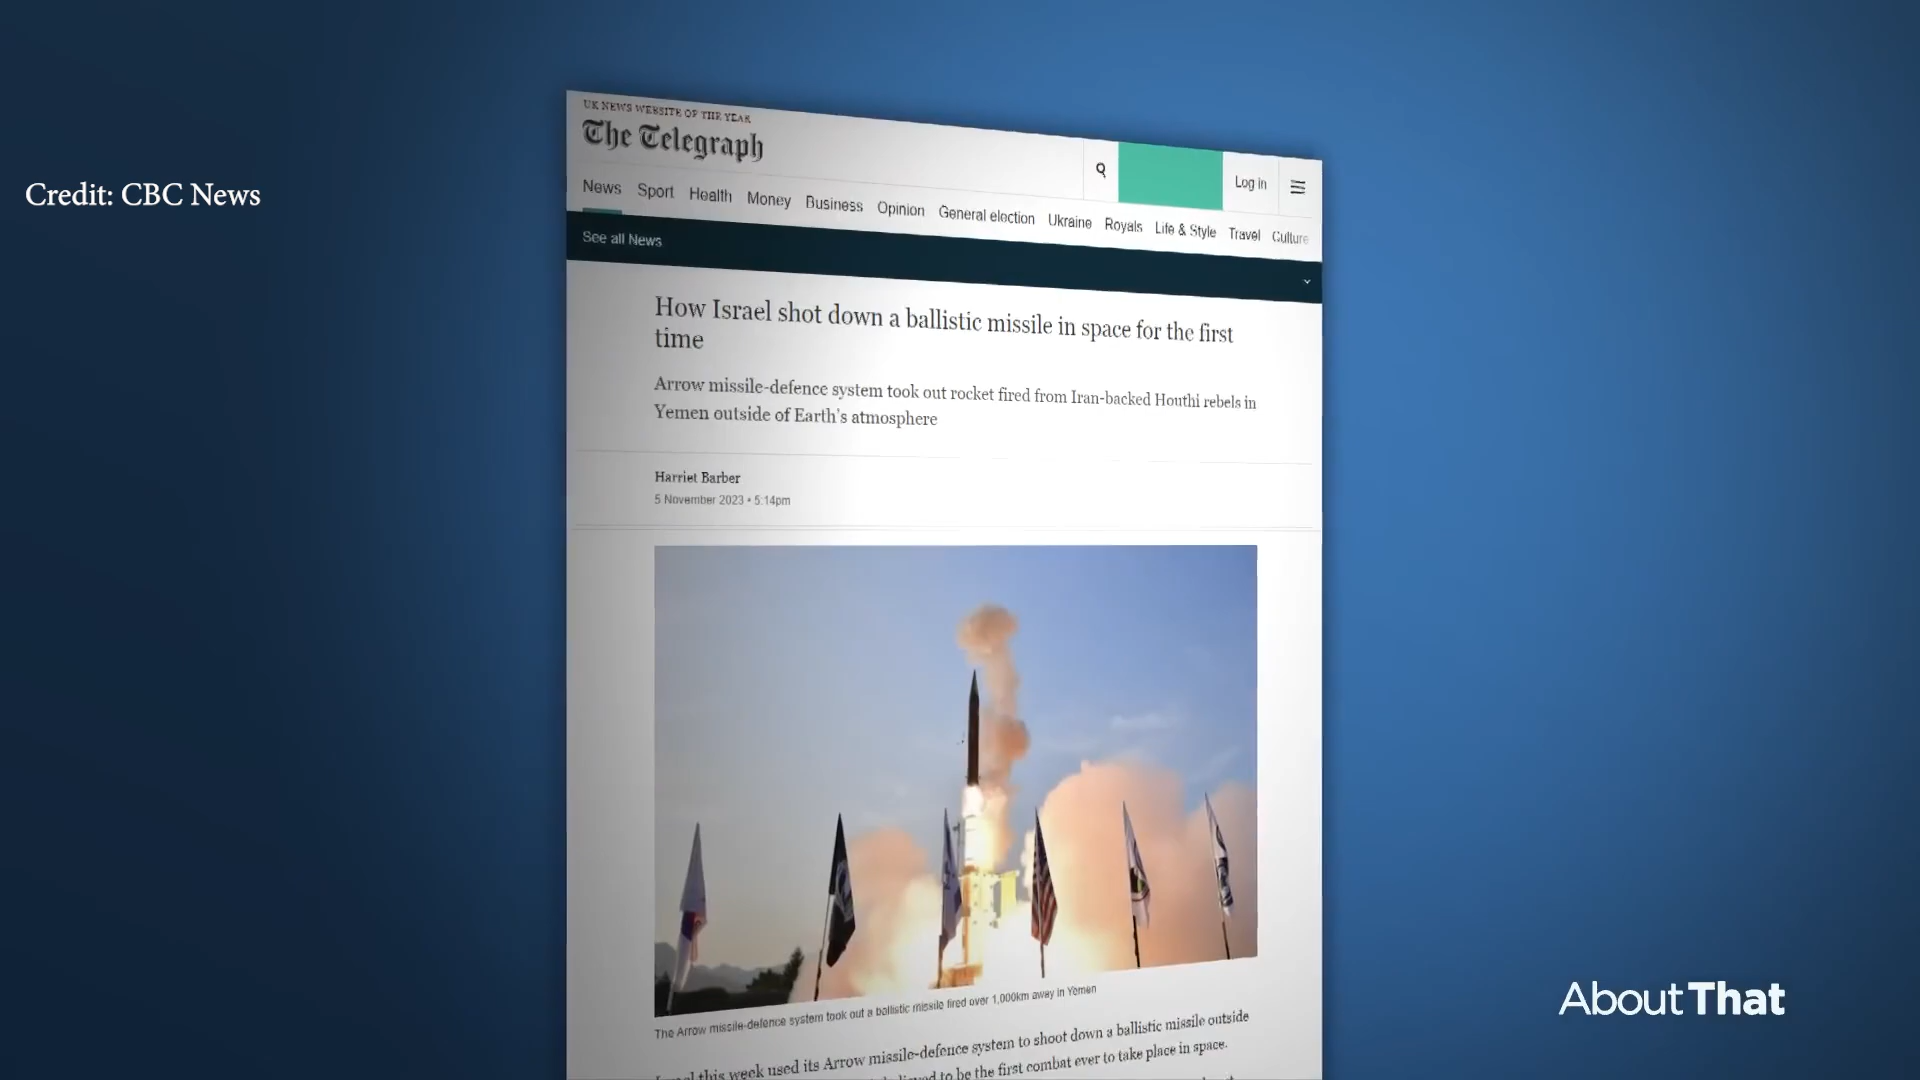 UK NEWS WEBSITE OF THE YEAR
The Telegraph
Log in
Credit: CBC News
News Sport Health Money Business Opinion General election Ukraine Royals Life & Style Travel Culture
See all News
How Israel shot down a ballistic missile in space for the first
time
Arrow missile-defence system took out rocket fired from Iran-backed Houthi rebels in
Yemen outside of Earth's atmosphere
Harriet Barber
5 November 2023 • 5:14pm
The Arrow missile-defence system took out a ballistic missile fired over 1,000km away in Yemen
this week used its Arrow missile-defence system to shoot down a ballistic missile outside
to be the first combat ever to take place in space.
About That